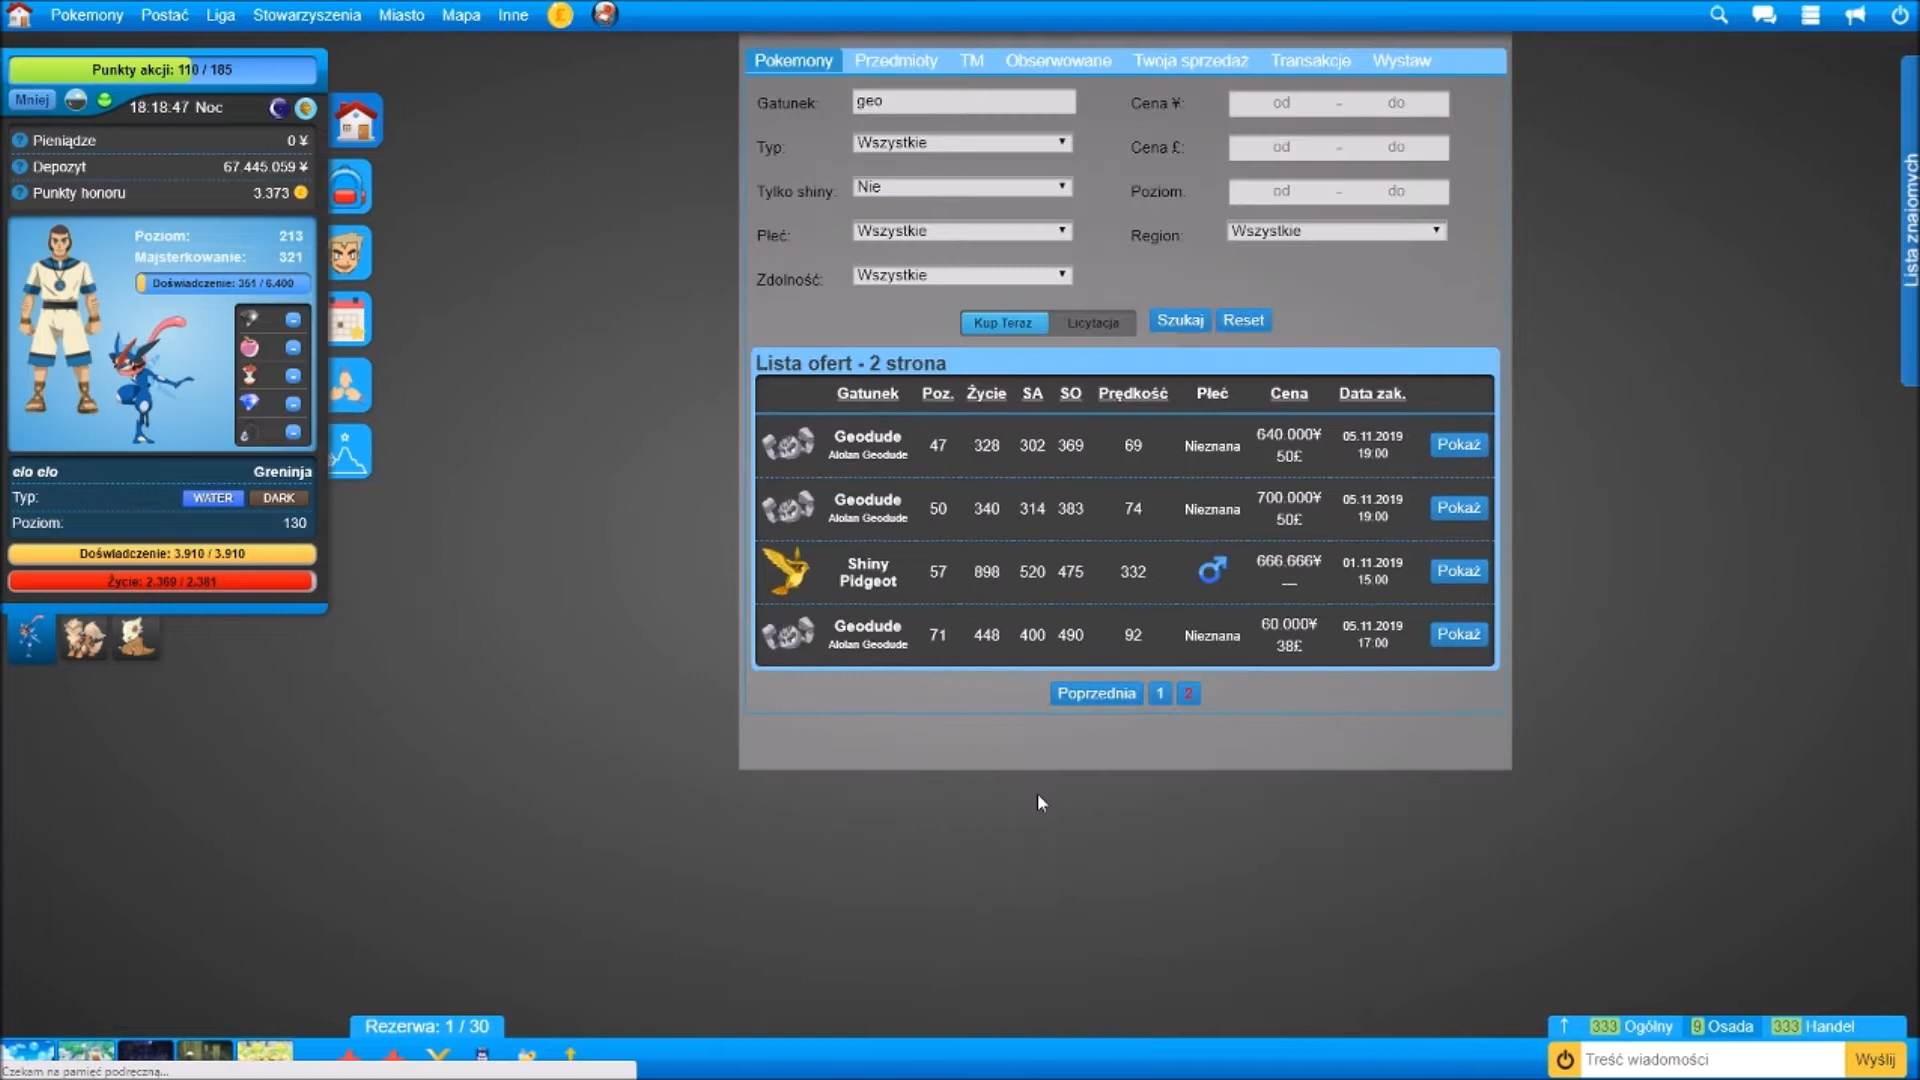 Pokemony Postać Liga Stowarzyszenia Miasto Mapa Inne
Punkty akcji: 110 / 185
Mniej 18:18:47 Noc
Pieniądze 0 ¥
Depozyt 67.445.059 ¥
Punkty honoru 3.373
Poziom: 213
Majsterkowanie: 321
Doświadczenie: 351 / 6.400
clo clo Greninja
Typ: WATER DARK
Poziom: 130
Doświadczenie: 3.910 / 3.910
Życie: 2.369 / 2.381
Pokemony Przedmioty TM Obserwowane Twoja sprzedaż Transakcje Wystaw
Gatunek: geo Cena ¥: od - do
Typ: Wszystkie Cena £: od - do
Tylko shiny: Nie Poziom: od - do
Płeć: Wszystkie Region: Wszystkie
Zdolność: Wszystkie
Kup Teraz Licytacja Szukaj Reset
Lista ofert - 2 strona
Gatunek Poz. Życie SA SO Prędkość Płeć Cena Data zak.
Geodude Alolan Geodude 47 328 302 369 69 Nieznana 640.000¥ 50£ 05.11.2019 19:00 Pokaż
Geodude Alolan Geodude 50 340 314 383 74 Nieznana 700.000¥ 50£ 05.11.2019 19:00 Pokaż
Shiny Pidgeot 57 898 520 475 332 666.666¥ — 01.11.2019 15:00 Pokaż
Geodude Alolan Geodude 71 448 400 490 92 Nieznana 60.000¥ 38£ 05.11.2019 17:00 Pokaż
Poprzednia 1 2
Lista znajomych
Rezerwa: 1 / 30
Czekam na pamięć podręczną...
333 Ogólny 9 Osada 333 Handel
Treść wiadomości Wyślij